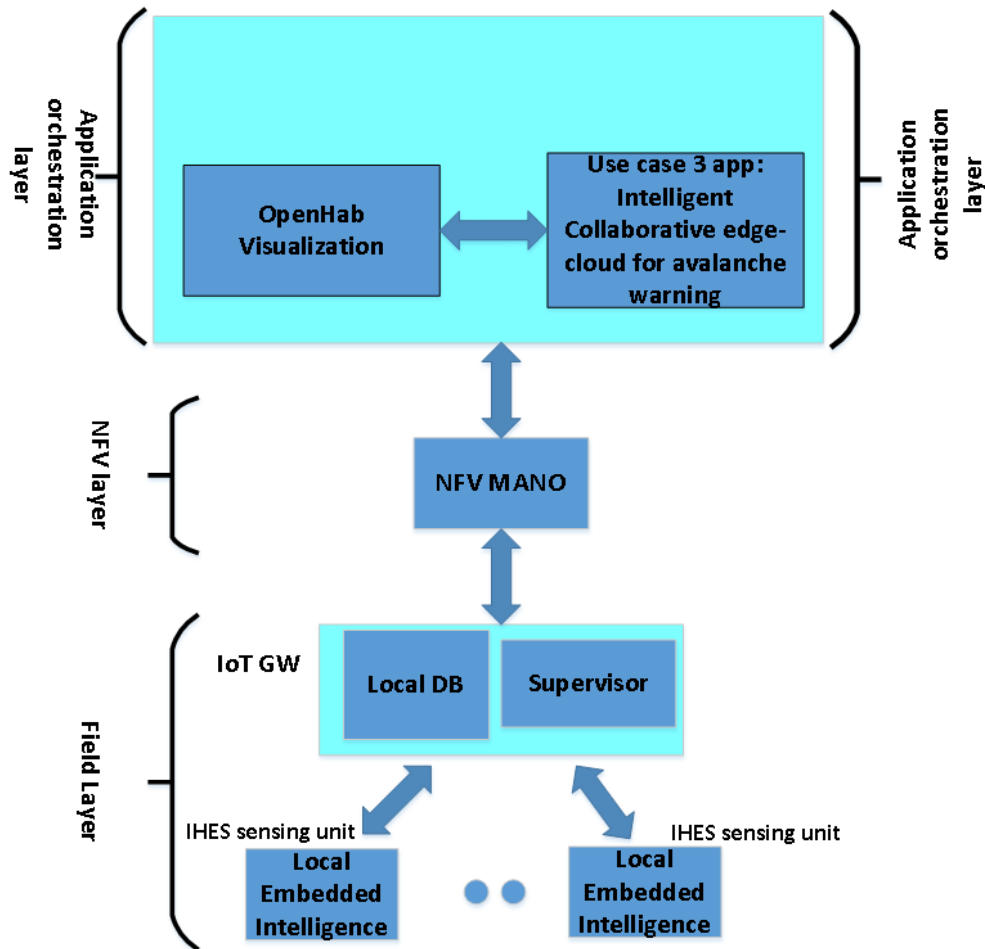 Application
orchestration
layer
OpenHab
Visualization
Use case 3 app:
Intelligent
Collaborative edge-
cloud for avalanche
warning
Application
orchestration
layer
NFV layer
NFV MANO
Field Layer
IoT GW
Local DB
Supervisor
IHES sensing unit
Local
Embedded
Intelligence
IHES sensing unit
Local
Embedded
Intelligence